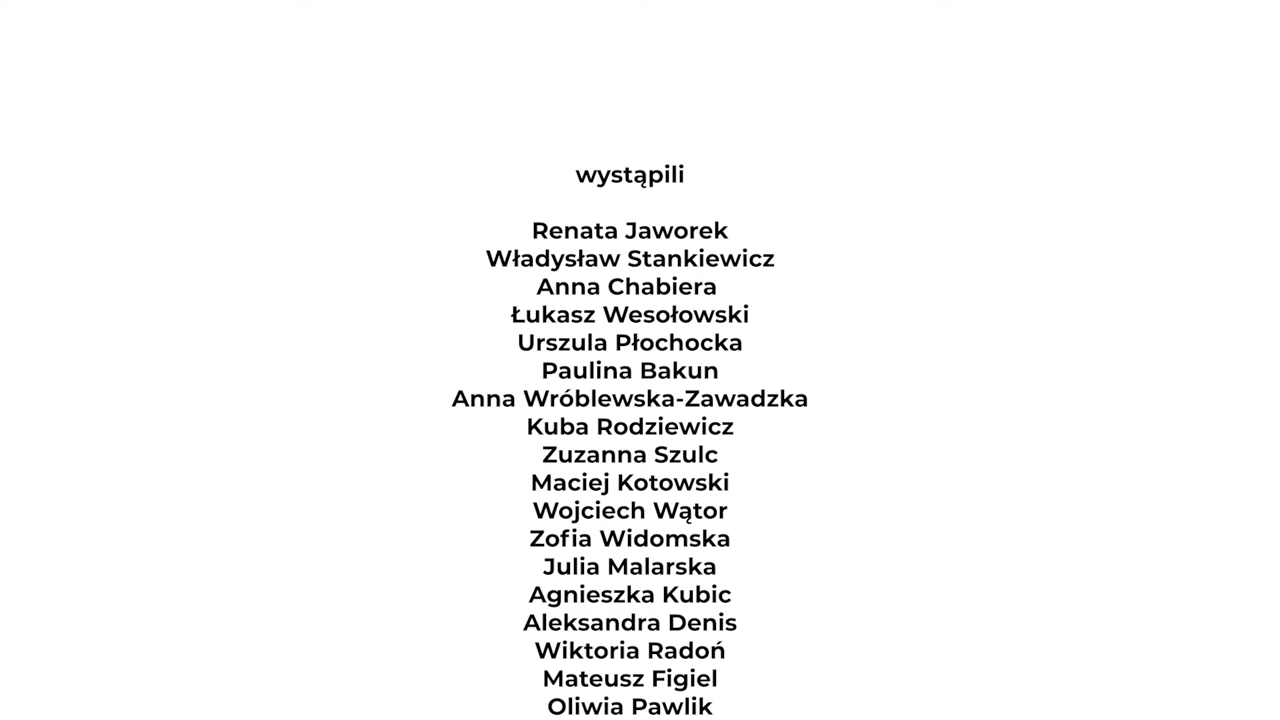 wystąpili
Renata Jaworek
Władysław Stankiewicz
Anna Chabiera
Łukasz Wesołowski
Urszula Płochocka
Paulina Bakun
Anna Wróblewska-Zawadzka
Kuba Rodziewicz
Zuzanna Szulc
Maciej Kotowski
Wojciech Wątor
Zofia Widomska
Julia Malarska
Agnieszka Kubic
Aleksandra Denis
Wiktoria Radoń
Mateusz Figiel
Oliwia Pawlik